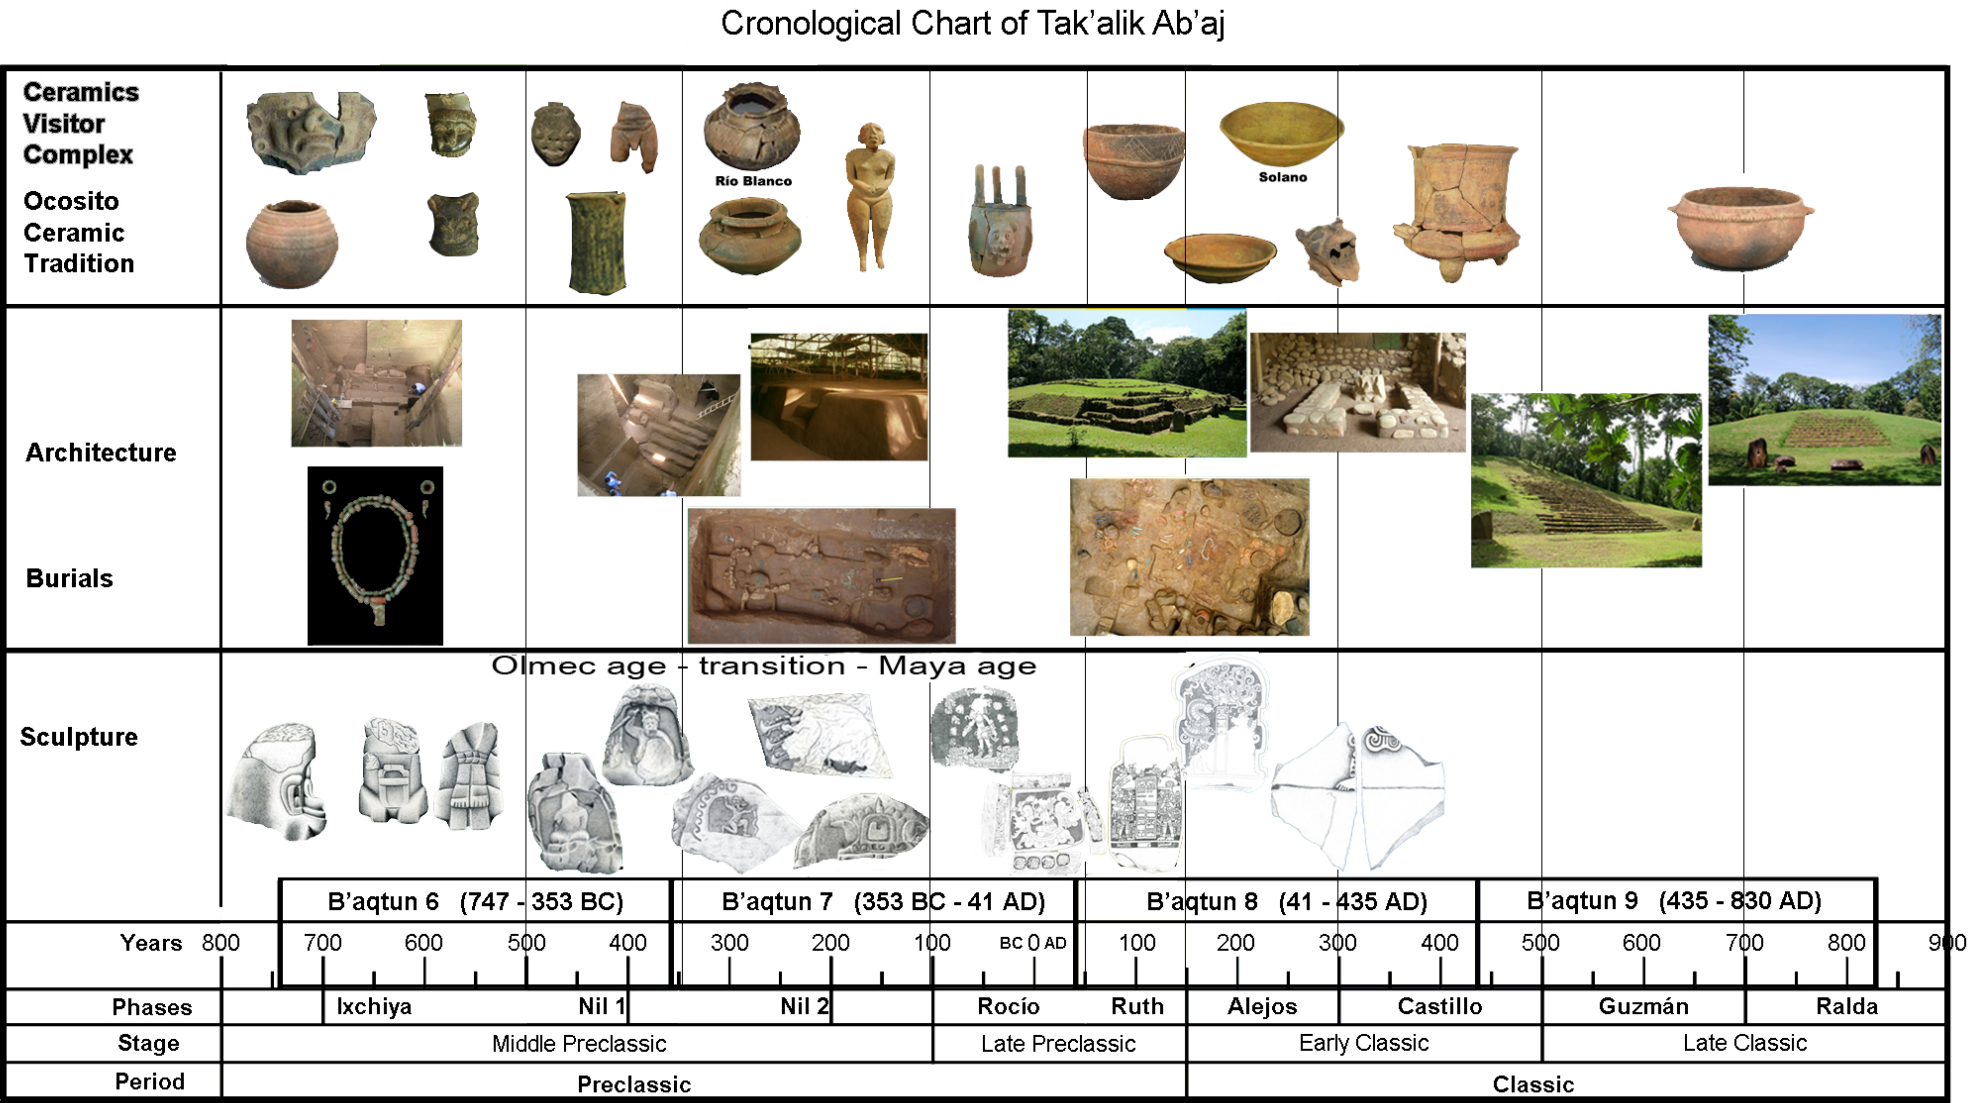 Cronological Chart of Tak'alik Ab'aj
Ceramics
Visitor
Complex
Ocosito
Ceramic
Tradition
Río Blanco
Solano
Architecture
Burials
Olmec age - transition - Maya age
Sculpture
B'aqtun 6 (747 - 353 BC) B'aqtun 7 (353 BC - 41 AD) B'aqtun 8 (41 - 435 AD) B'aqtun 9 (435 - 830 AD)
Years 800 700 600 500 400 300 200 100 BC 0 AD 100 200 300 400 500 600 700 800 900
Phases Ixchiya Nil 1 Nil 2 Rocío Ruth Alejos Castillo Guzmán Ralda
Stage Middle Preclassic Late Preclassic Early Classic Late Classic
Period Preclassic Classic